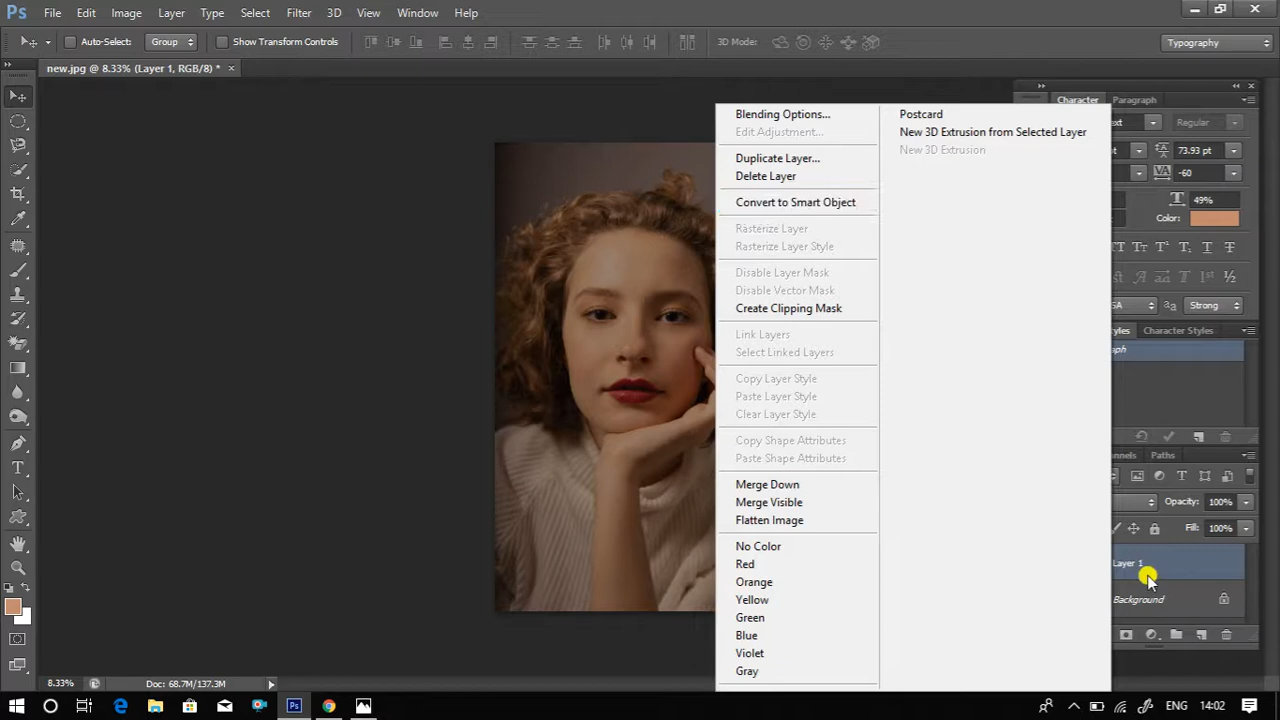 Ps File Edit Image Layer Type Select Filter 3D View Window Help
Auto-Select: Group Show Transform Controls 3D Mode: Typography
new.jpg @ 8.33% (Layer 1, RGB/8) *
Character Paragraph
Regular
73.93 pt
-60
49%
Color:
Strong
Character Styles
Paths
Opacity: 100%
Fill: 100%
Layer 1
Background
Blending Options...
Edit Adjustment...
Duplicate Layer...
Delete Layer
Convert to Smart Object
Rasterize Layer
Rasterize Layer Style
Disable Layer Mask
Disable Vector Mask
Create Clipping Mask
Link Layers
Select Linked Layers
Copy Layer Style
Paste Layer Style
Clear Layer Style
Copy Shape Attributes
Paste Shape Attributes
Merge Down
Merge Visible
Flatten Image
No Color
Red
Orange
Yellow
Green
Blue
Violet
Gray
Postcard
New 3D Extrusion from Selected Layer
New 3D Extrusion
8.33% Doc: 68.7M/137.3M
Ps ENG 14:02